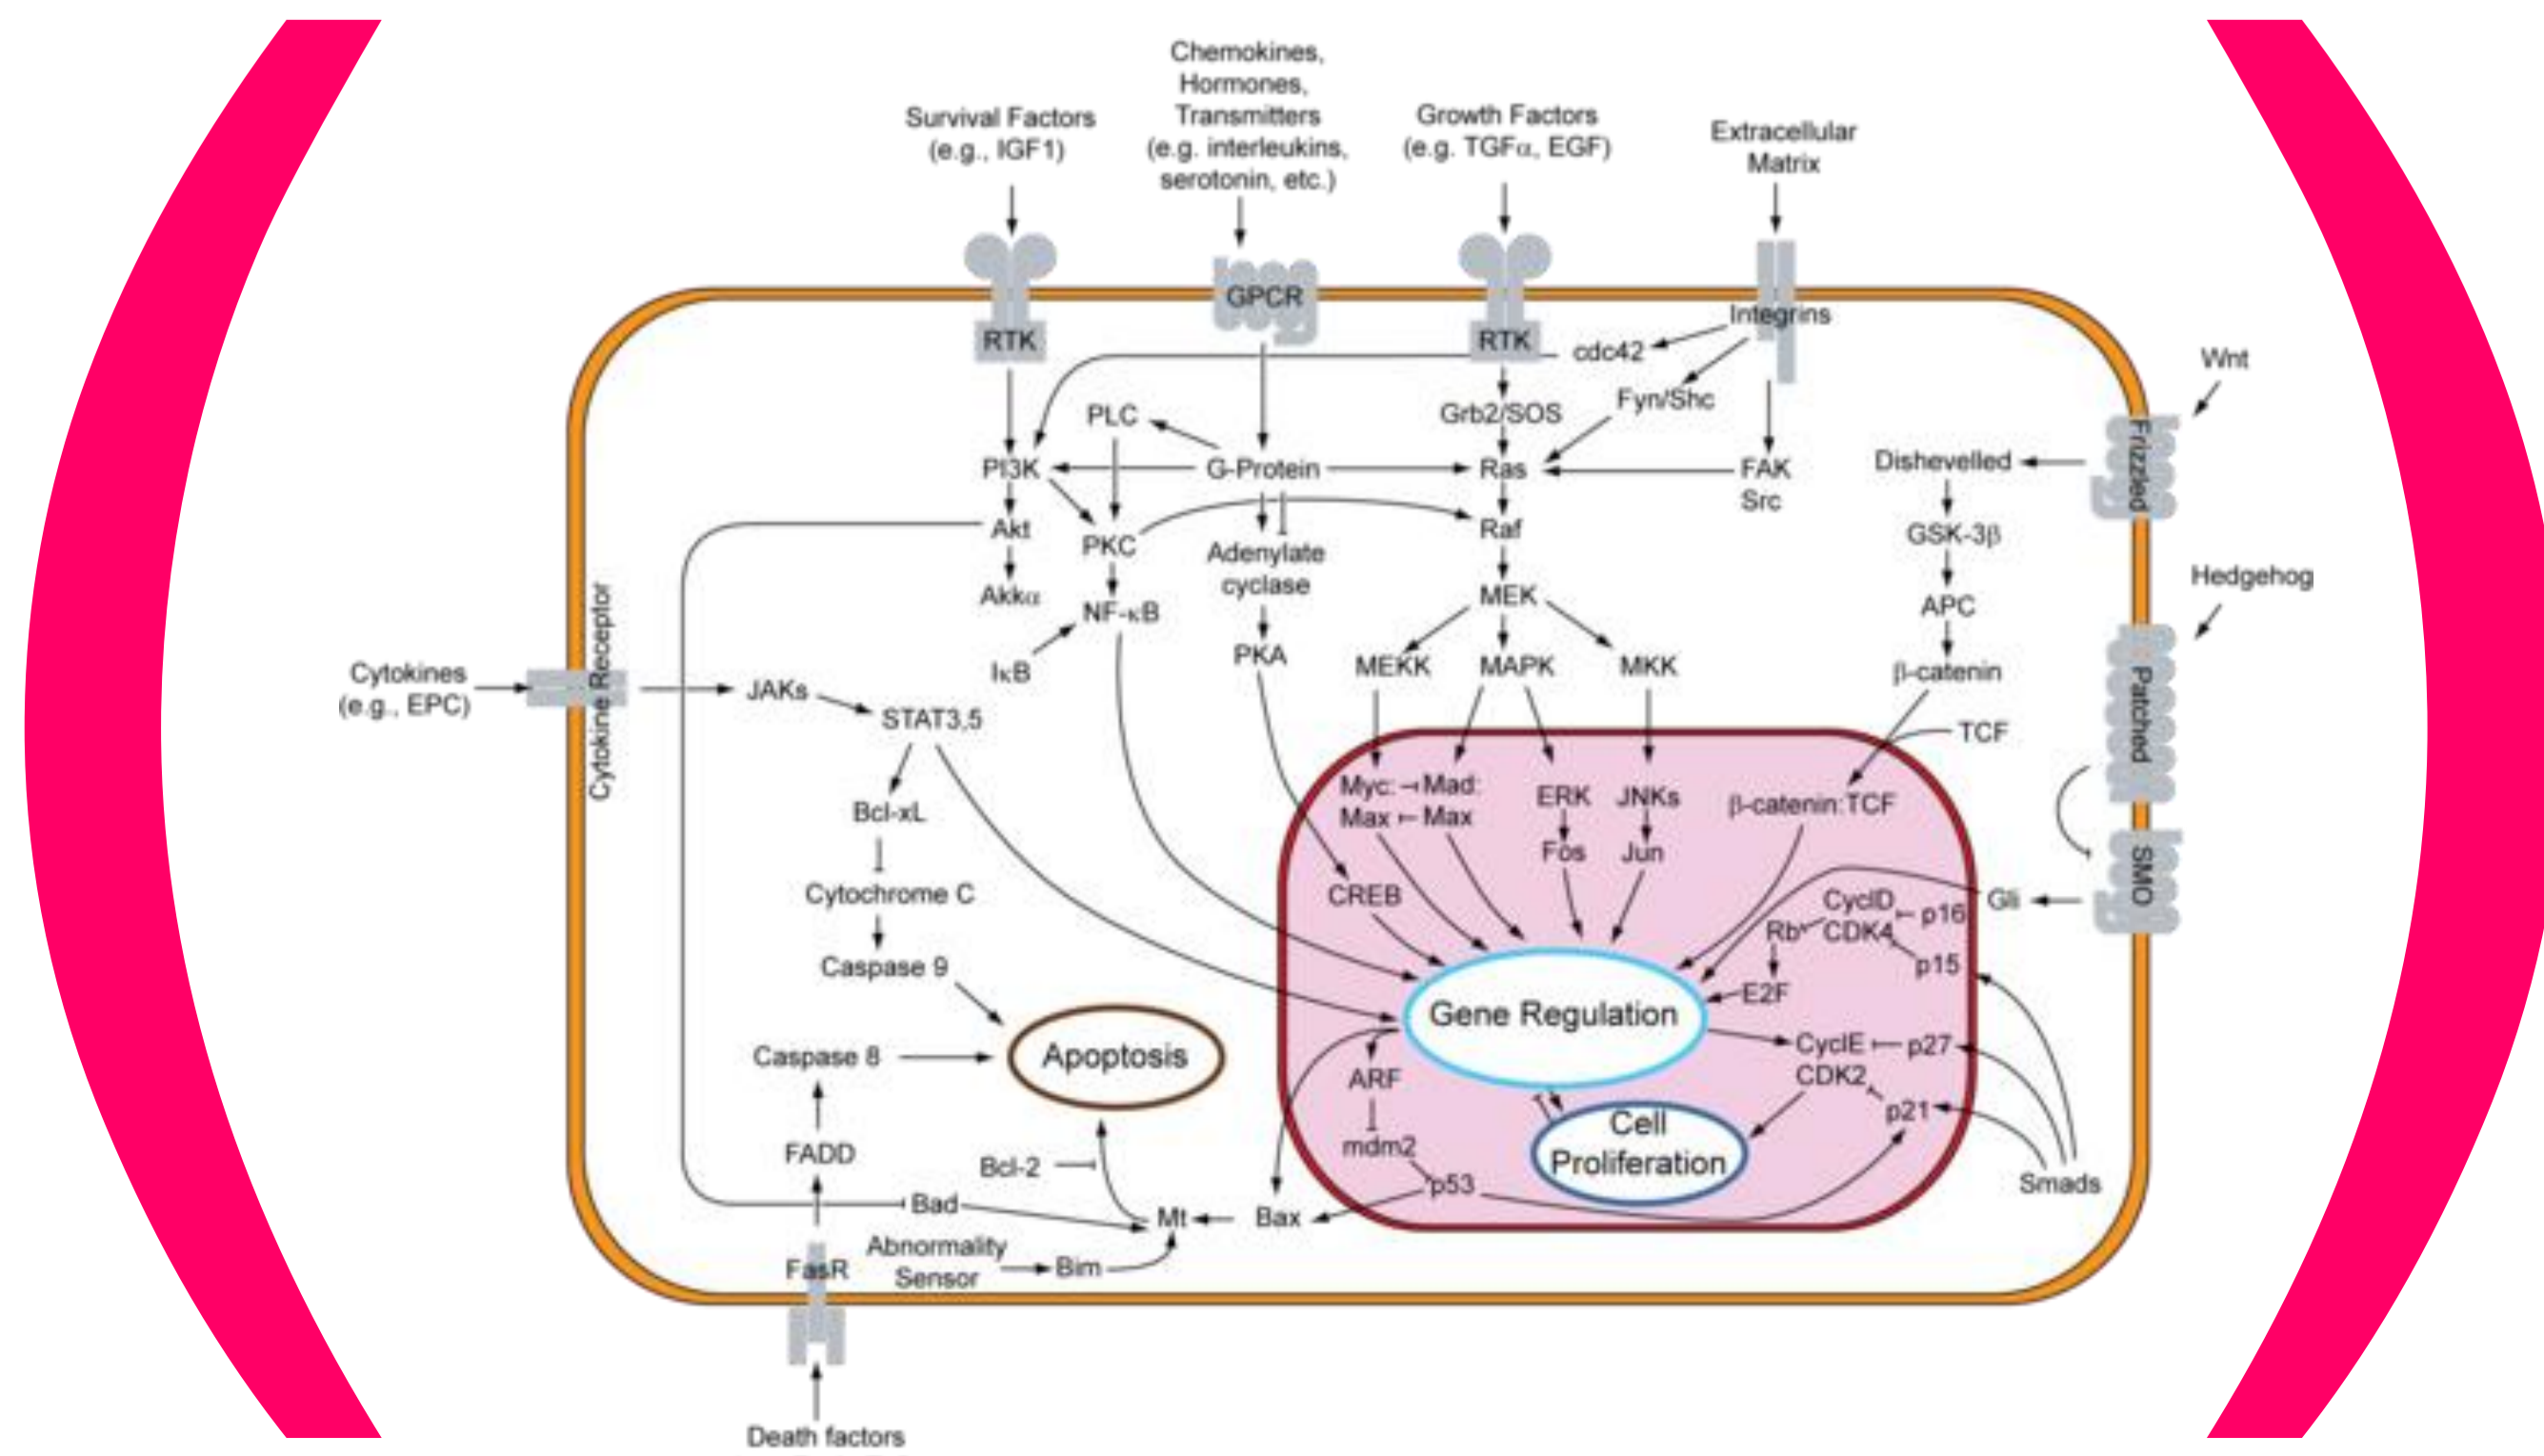 Chemokines,
Hormones,
Transmitters
(e.g. interleukins,
serotonin, etc.)
Survival Factors
(e.g., IGF1)
Growth Factors
(e.g. TGFα, EGF)
Extracellular
Matrix
RTK
GPCR
RTK
Integrins
cdc42
Wnt
Fyn/Shc
Grb2/SOS
PLC
Frizzled
PI3K
G-Protein
Ras
FAK
Src
Dishevelled
Akt
PKC
Raf
GSK-3β
Adenylate
cyclase
Akkα
NF-κB
MEK
APC
Hedgehog
IκB
PKA
MEKK
MAPK
MKK
β-catenin
Cytokines
(e.g., EPC)
Cytokine Receptor
JAKs
STAT3,5
TCF
Patched
Myc:
Mad:
Max
Max
ERK
JNKs
β-catenin:TCF
Bcl-xL
Fos
Jun
SMO
Cytochrome C
CREB
CyclD
CDK4
p16
Gli
Rb
p15
Caspase 9
E2F
Gene Regulation
Caspase 8
Apoptosis
CyclE
CDK2
p27
ARF
p21
FADD
Bcl-2
mdm2
Cell
Proliferation
p53
Smads
Bad
Mt
Bax
Abnormality
Sensor
Bim
FasR
Death factors